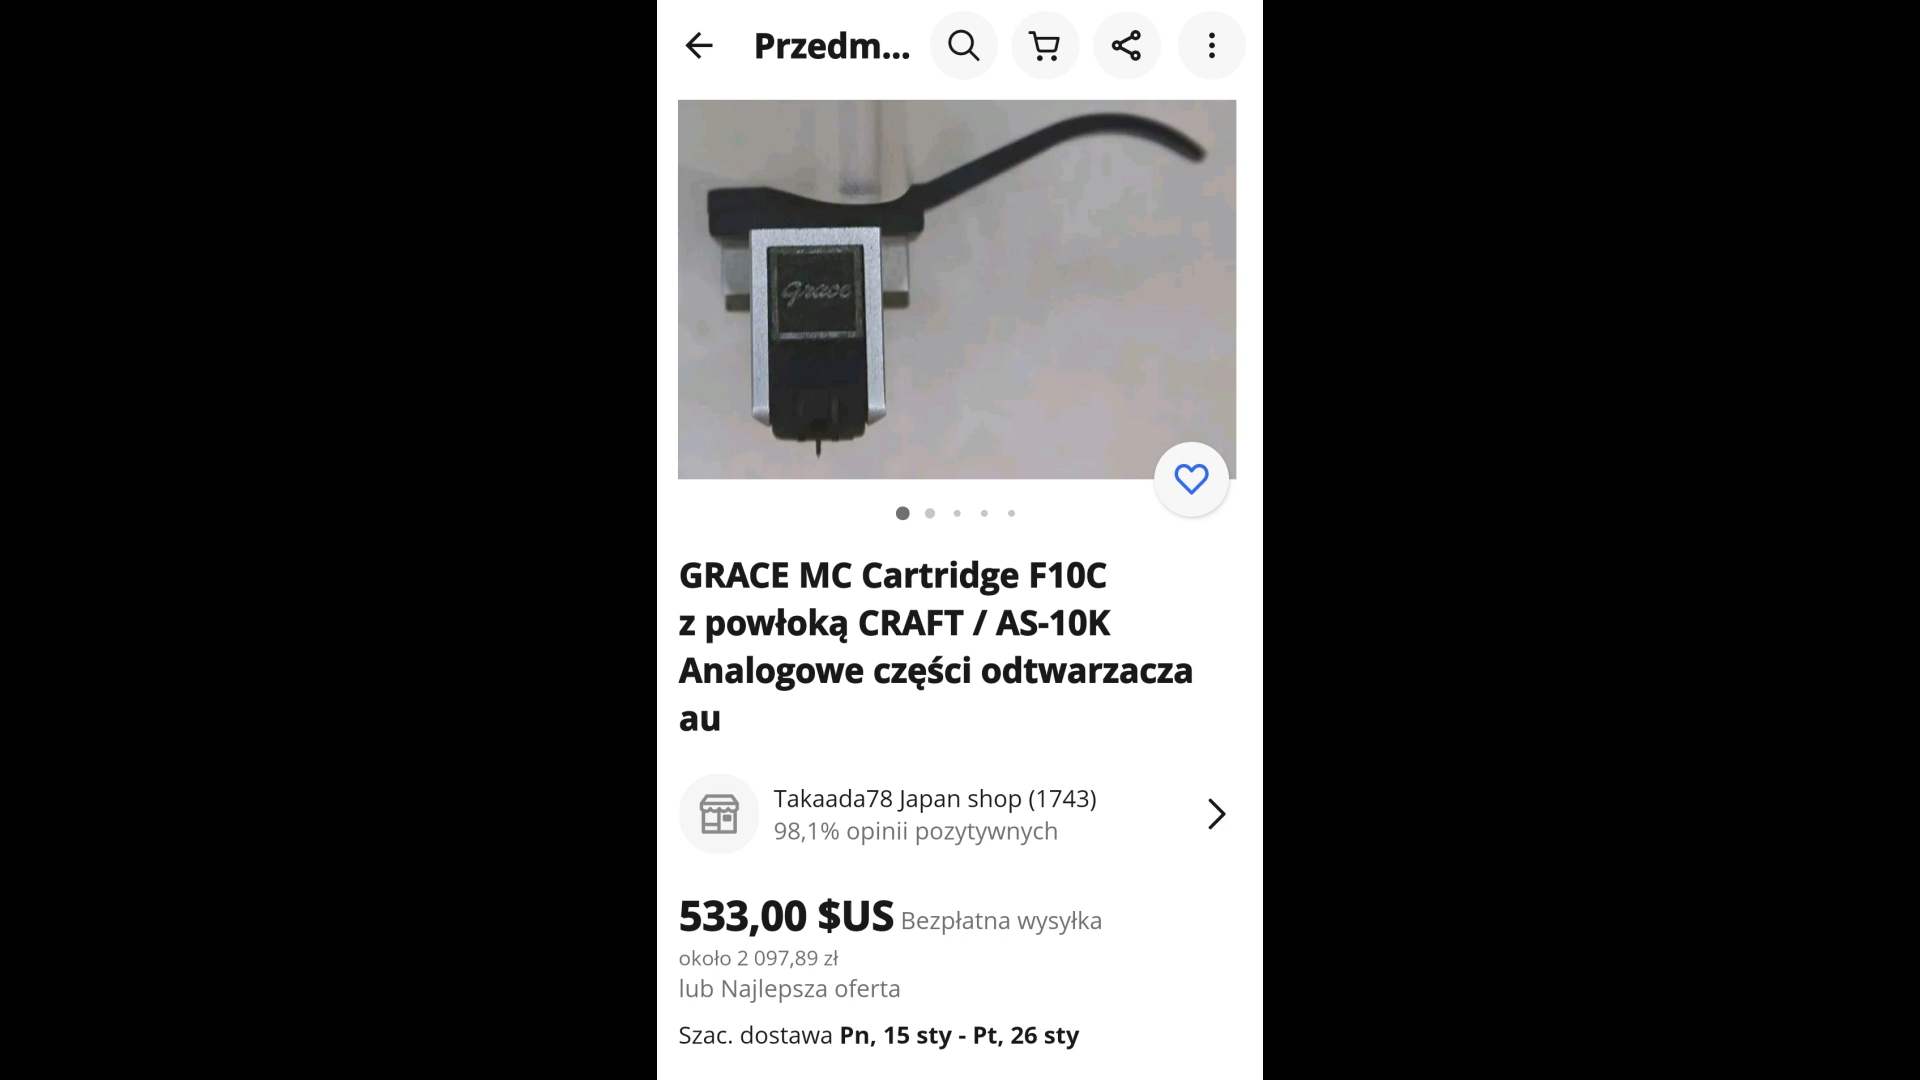 Przedm...
Grace
GRACE MC Cartridge F10C
z powłoką CRAFT / AS-10K
Analogowe części odtwarzacza
au
Takaada78 Japan shop (1743)
98,1% opinii pozytywnych
533,00 $US Bezpłatna wysyłka
około 2 097,89 zł
lub Najlepsza oferta
Szac. dostawa Pn, 15 sty - Pt, 26 sty